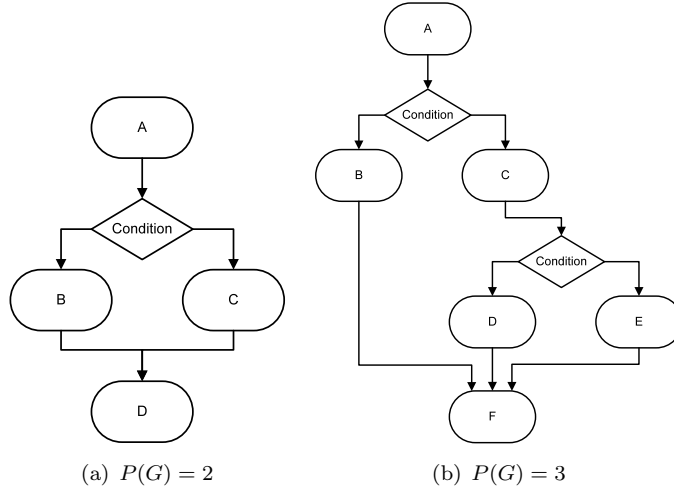 A
Condition
B
C
D
(a) P(G) = 2
A
Condition
B
C
Condition
D
E
F
(b) P(G) = 3